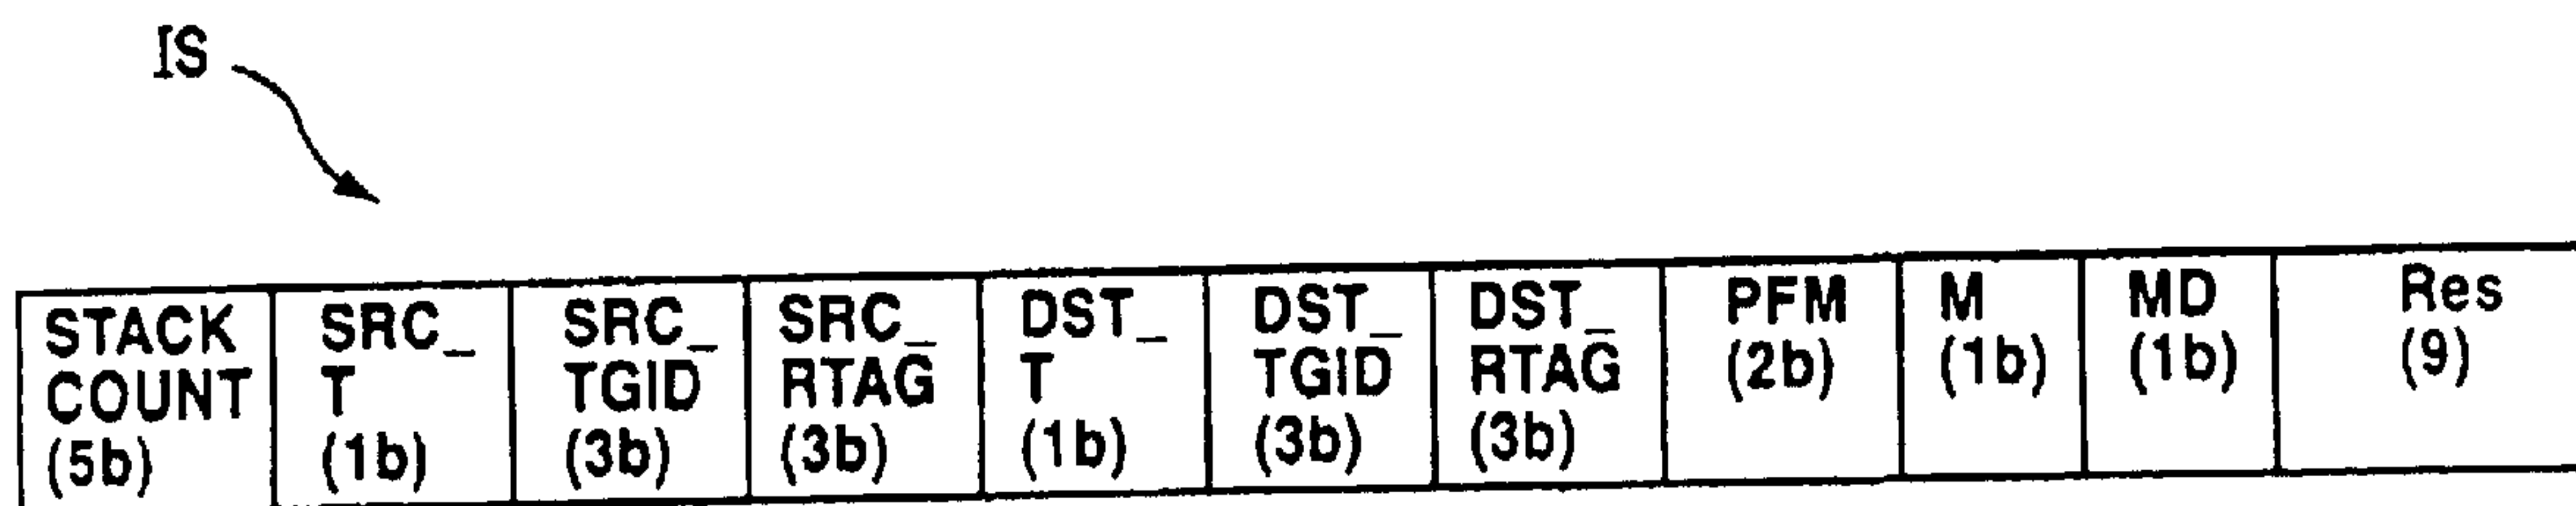 IS
STACK
COUNT
(5b)
SRC_
T
(1b)
SRC_
TGID
(3b)
SRC_
RTAG
(3b)
DST_
T
(1b)
DST_
TGID
(3b)
DST_
RTAG
(3b)
PFM
(2b)
M
(1b)
MD
(1b)
Res
(9)